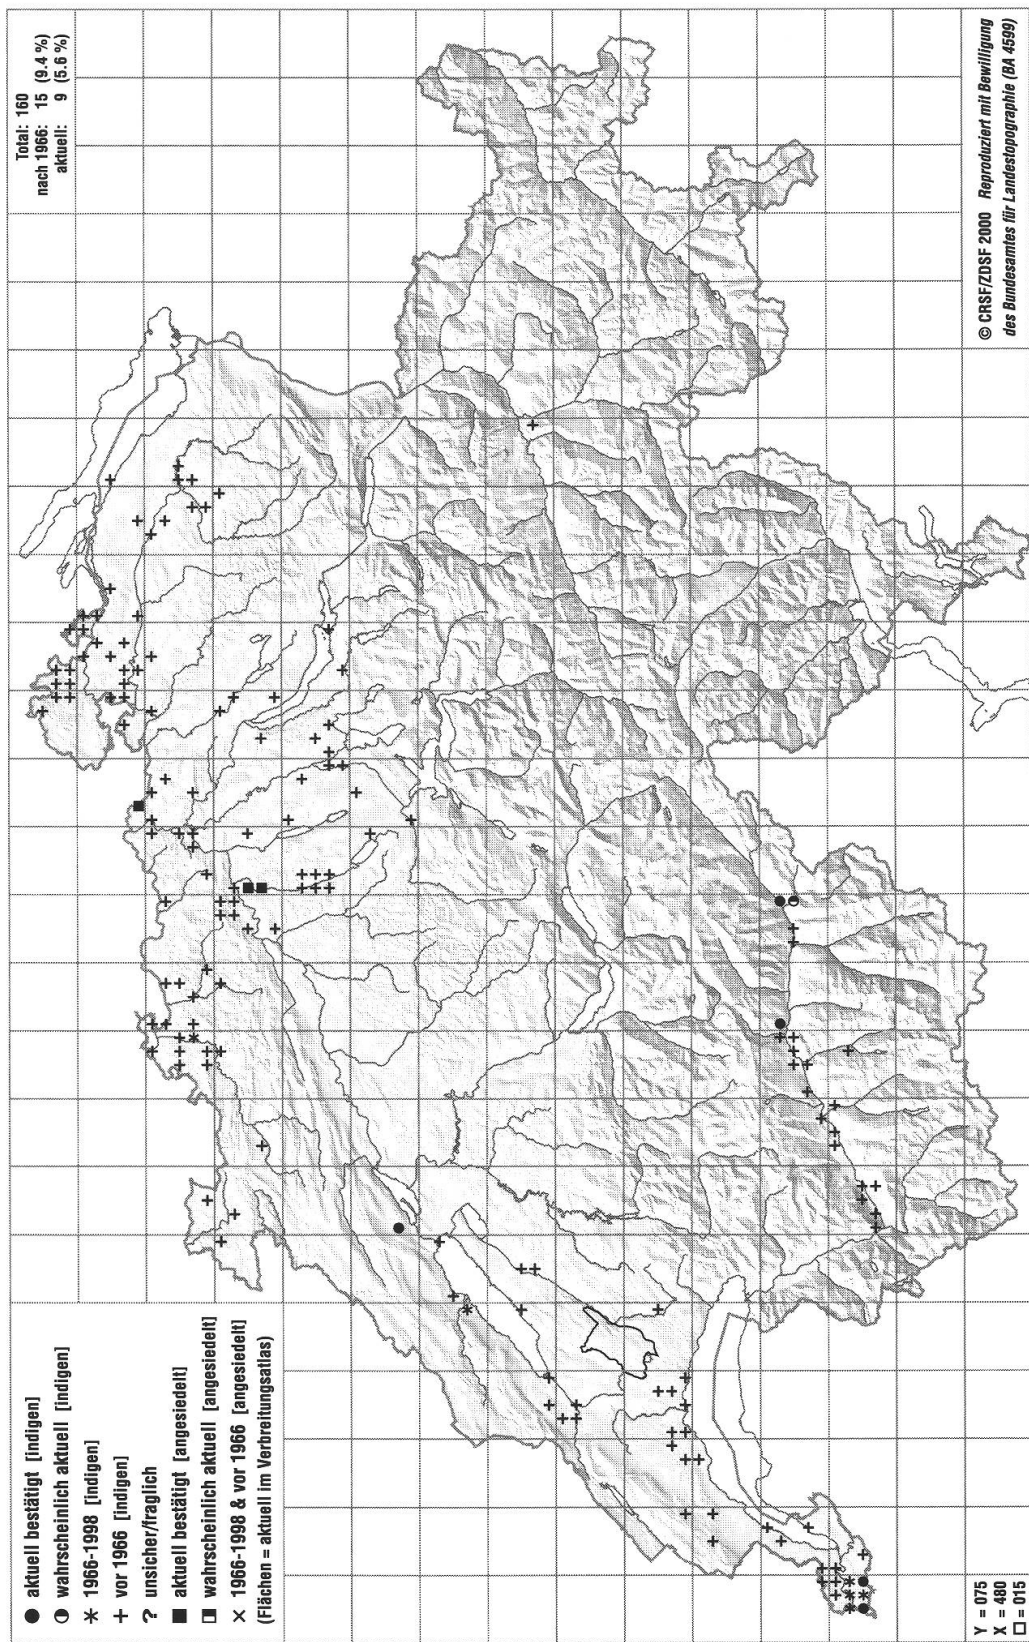 ● aktuell bestätigt [indigen]
◑ wahrscheinlich aktuell [indigen]
∗ 1966-1998 [indigen]
+ vor 1966 [indigen]
? unsicher/fraglich
■ aktuell bestätigt [angesiedelt]
◨ wahrscheinlich aktuell [angesiedelt]
× 1966-1998 & vor 1966 [angesiedelt]
(Flächen = aktuell im Verbreitungsatlas)
Total: 160
nach 1966: 15 (9.4 %)
aktuell: 9 (5.6 %)
Y = 075
X = 480
□ = 015
© CRSF/ZDSF 2000 Reproduziert mit Bewilligung
des Bundesamtes für Landestopographie (BA 4599)